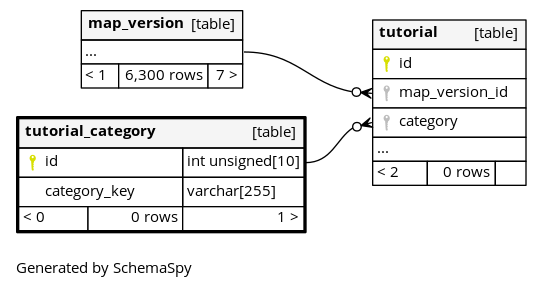 map_version [table]
...
< 1 6,300 rows 7 >
tutorial [table]
id
map_version_id
category
...
< 2 0 rows
tutorial_category [table]
id int unsigned[10]
category_key varchar[255]
< 0 0 rows 1 >
Generated by SchemaSpy